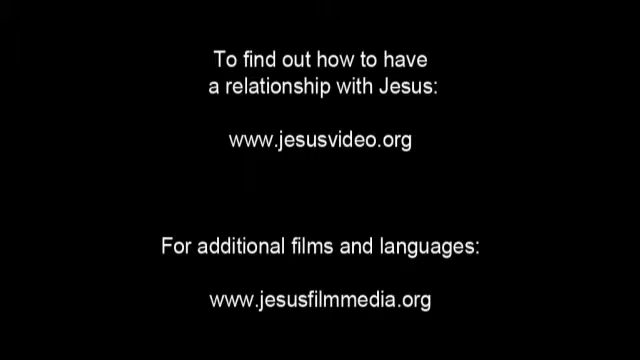 To find out how to have
a relationship with Jesus:
www.jesusvideo.org
For additional films and languages:
www.jesusfilmmedia.org